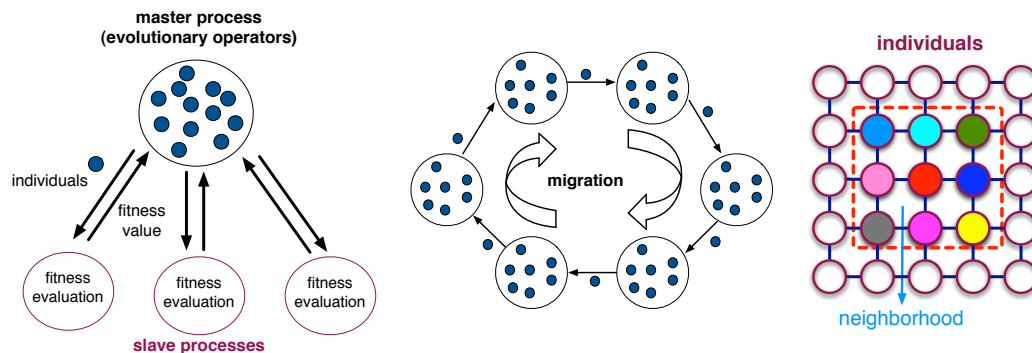 master process
(evolutionary operators)
individuals
fitness
value
fitness
evaluation
fitness
evaluation
fitness
evaluation
slave processes
migration
individuals
neighborhood